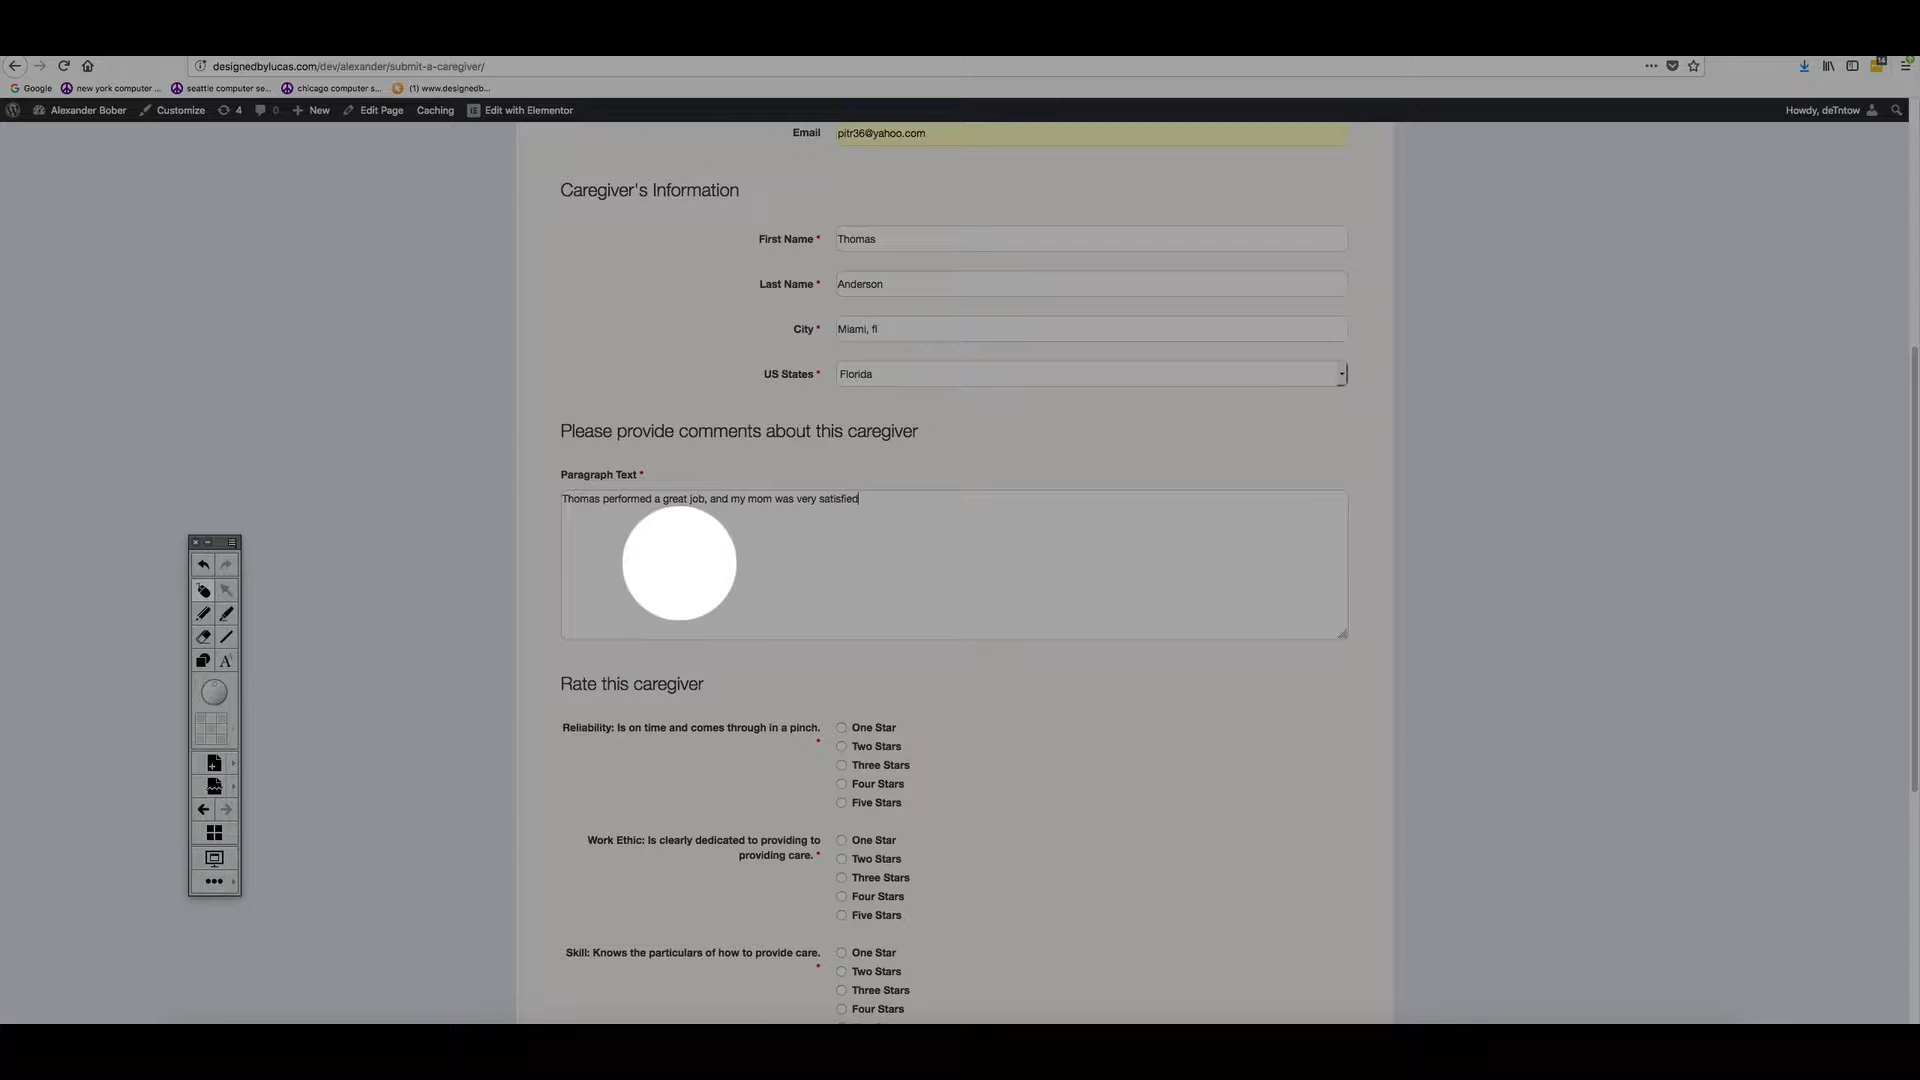 designedbylucas.com/dev/alexander/submit-a-caregiver/
14
Google new york computer ... seattle computer se... chicago computer s... (1) www.designedb...
Alexander Bober Customize 4 0 New Edit Page Caching Edit with Elementor Howdy, deTntow
Email pitr36@yahoo.com
Caregiver's Information
First Name * Thomas
Last Name * Anderson
City * Miami, fl
US States * Florida
Please provide comments about this caregiver
Paragraph Text *
Thomas performed a great job, and my mom was very satisfied
Rate this caregiver
Reliability: Is on time and comes through in a pinch. *
One Star
Two Stars
Three Stars
Four Stars
Five Stars
Work Ethic: Is clearly dedicated to providing to
providing care. *
One Star
Two Stars
Three Stars
Four Stars
Five Stars
Skill: Knows the particulars of how to provide care. *
One Star
Two Stars
Three Stars
Four Stars